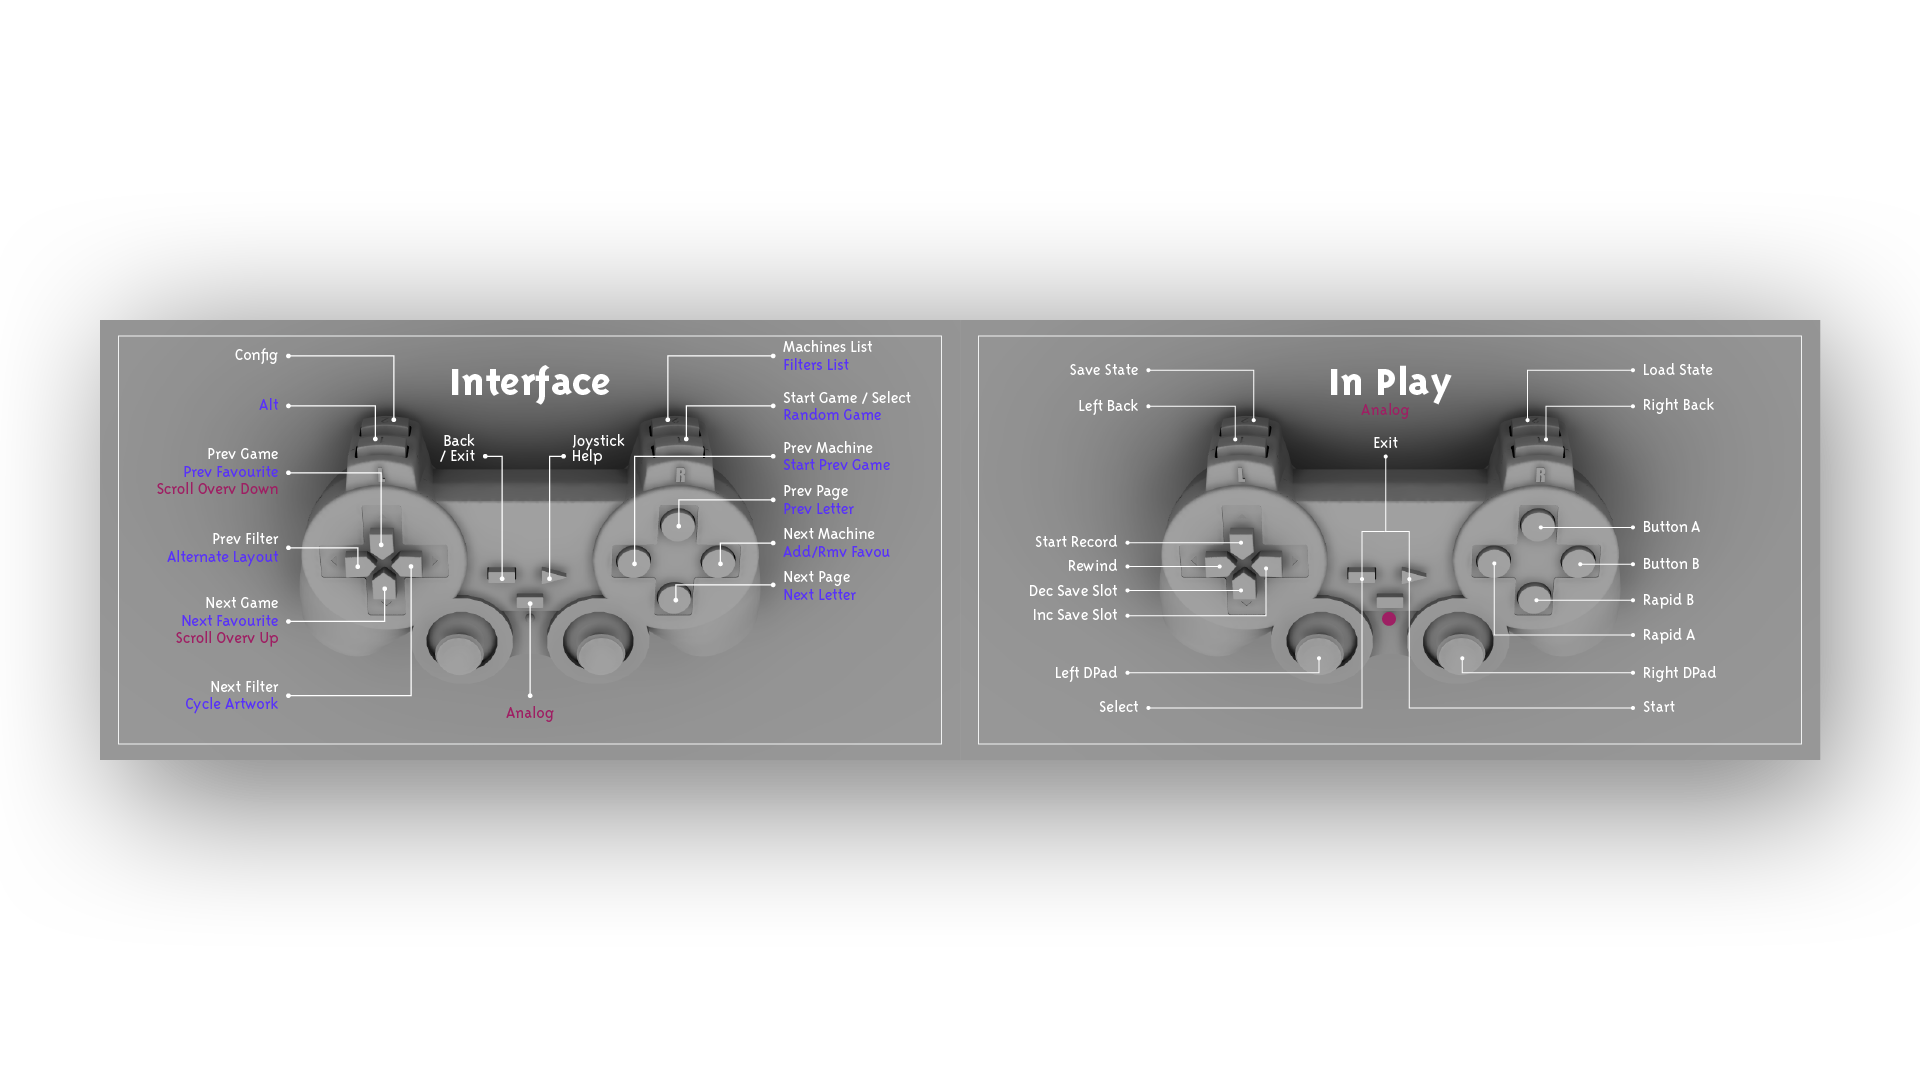 Interface
Config
Alt
Prev Game
Prev Favourite
Scroll Overv Down
Prev Filter
Alternate Layout
Next Game
Next Favourite
Scroll Overv Up
Next Filter
Cycle Artwork
Back
/ Exit
Joystick
Help
Analog
Machines List
Filters List
Start Game / Select
Random Game
Prev Machine
Start Prev Game
Prev Page
Prev Letter
Next Machine
Add/Rmv Favou
Next Page
Next Letter
L
R
In Play
Analog
Exit
Save State
Left Back
Start Record
Rewind
Dec Save Slot
Inc Save Slot
Left DPad
Select
Load State
Right Back
Button A
Button B
Rapid B
Rapid A
Right DPad
Start
L
R